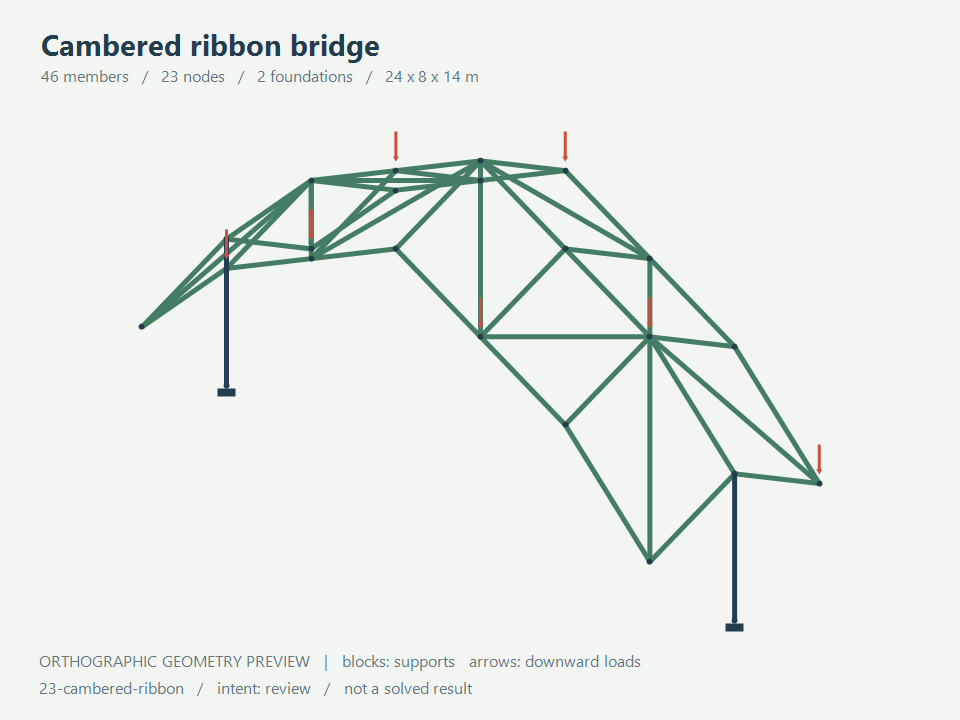 Cambered ribbon bridge
46 members / 23 nodes / 2 foundations / 24 x 8 x 14 m
ORTHOGRAPHIC GEOMETRY PREVIEW | blocks: supports arrows: downward loads
23-cambered-ribbon / intent: review / not a solved result